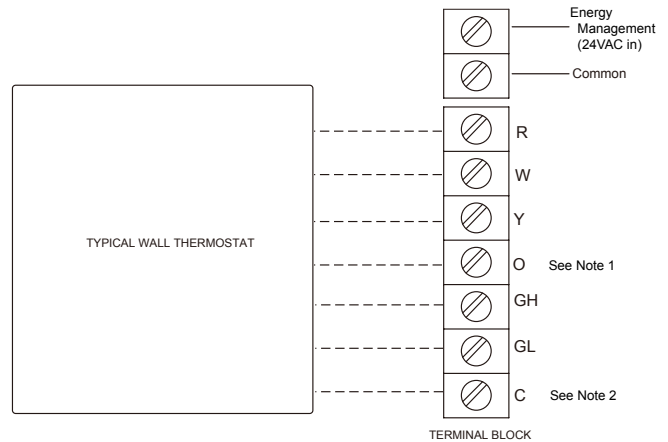 Energy
Management
(24VAC in)
Common
R
W
Y
TYPICAL WALL THERMOSTAT
O See Note 1
GH
GL
C See Note 2
TERMINAL BLOCK